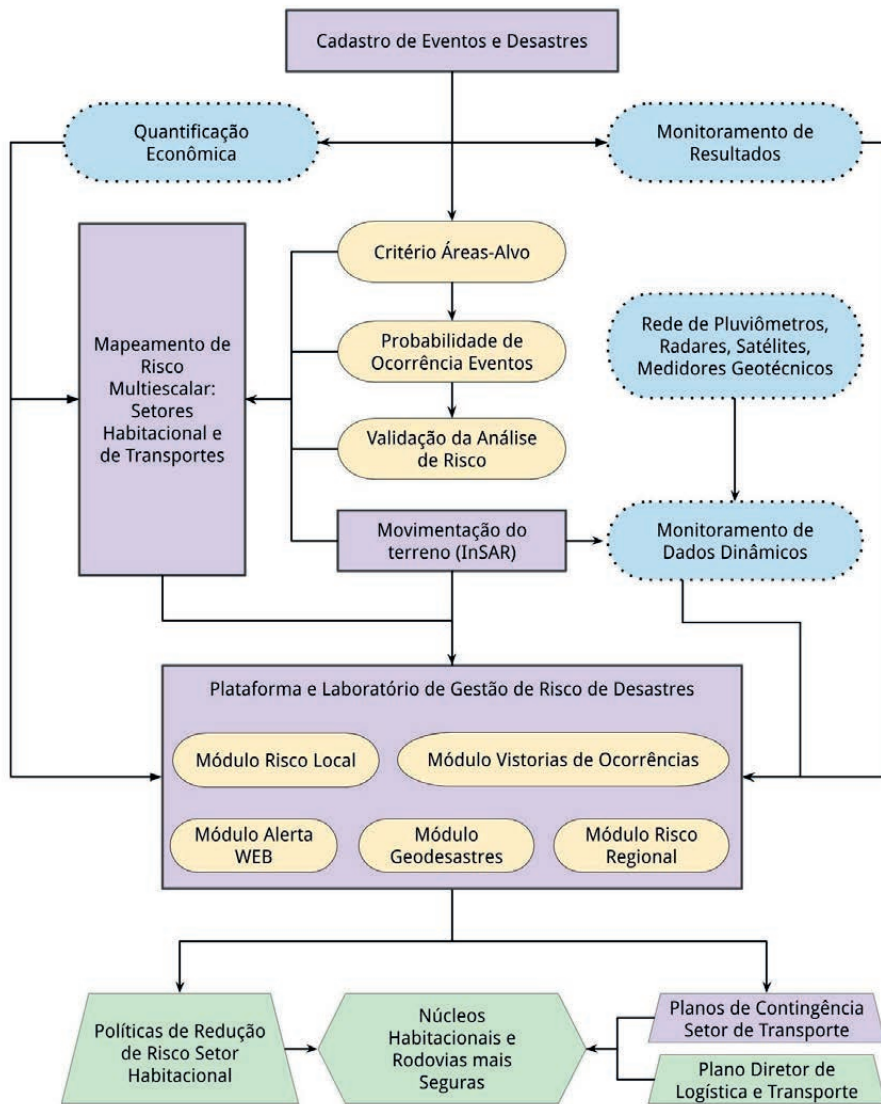 Cadastro de Eventos e Desastres
Quantificação
Econômica
Monitoramento de
Resultados
Critério Áreas-Alvo
Mapeamento de
Risco
Multiescalar:
Setores
Habitacional e
de Transportes
Probabilidade de
Ocorrência Eventos
Rede de Pluviômetros,
Radares, Satélites,
Medidores Geotécnicos
Validação da Análise
de Risco
Movimentação do
terreno (InSAR)
Monitoramento de
Dados Dinâmicos
Plataforma e Laboratório de Gestão de Risco de Desastres
Módulo Risco Local
Módulo Vistorias de Ocorrências
Módulo Alerta
WEB
Módulo
Geodesastres
Módulo Risco
Regional
Políticas de Redução
de Risco Setor
Habitacional
Núcleos
Habitacionais e
Rodovias mais
Seguras
Planos de Contingência
Setor de Transporte
Plano Diretor de
Logística e Transporte